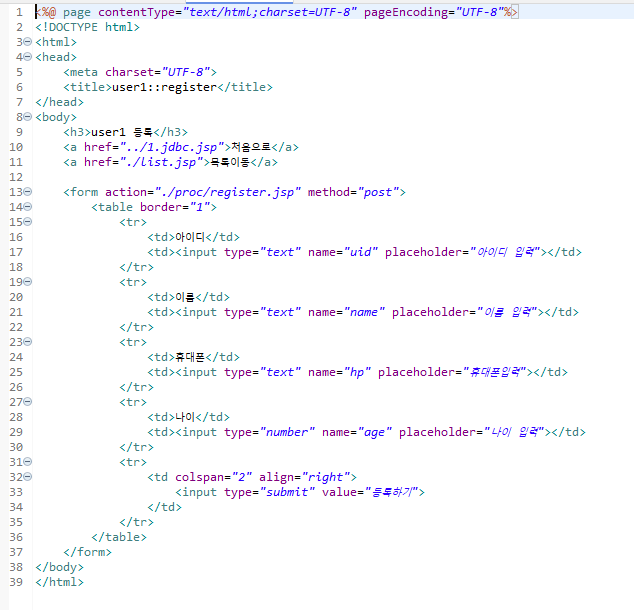 1 <%@ page contentType="text/html;charset=UTF-8" pageEncoding="UTF-8"%>
2 <!DOCTYPE html>
3 <html>
4 <head>
5     <meta charset="UTF-8">
6     <title>user1::register</title>
7 </head>
8 <body>
9     <h3>user1 등록</h3>
10     <a href="../1.jdbc.jsp">처음으로</a>
11     <a href="./list.jsp">목록이동</a>
12
13     <form action="./proc/register.jsp" method="post">
14         <table border="1">
15             <tr>
16                 <td>아이디</td>
17                 <td><input type="text" name="uid" placeholder="아이디 입력"></td>
18             </tr>
19             <tr>
20                 <td>이름</td>
21                 <td><input type="text" name="name" placeholder="이름 입력"></td>
22             </tr>
23             <tr>
24                 <td>휴대폰</td>
25                 <td><input type="text" name="hp" placeholder="휴대폰입력"></td>
26             </tr>
27             <tr>
28                 <td>나이</td>
29                 <td><input type="number" name="age" placeholder="나이 입력"></td>
30             </tr>
31             <tr>
32                 <td colspan="2" align="right">
33                     <input type="submit" value="등록하기">
34                 </td>
35             </tr>
36         </table>
37     </form>
38 </body>
39 </html>